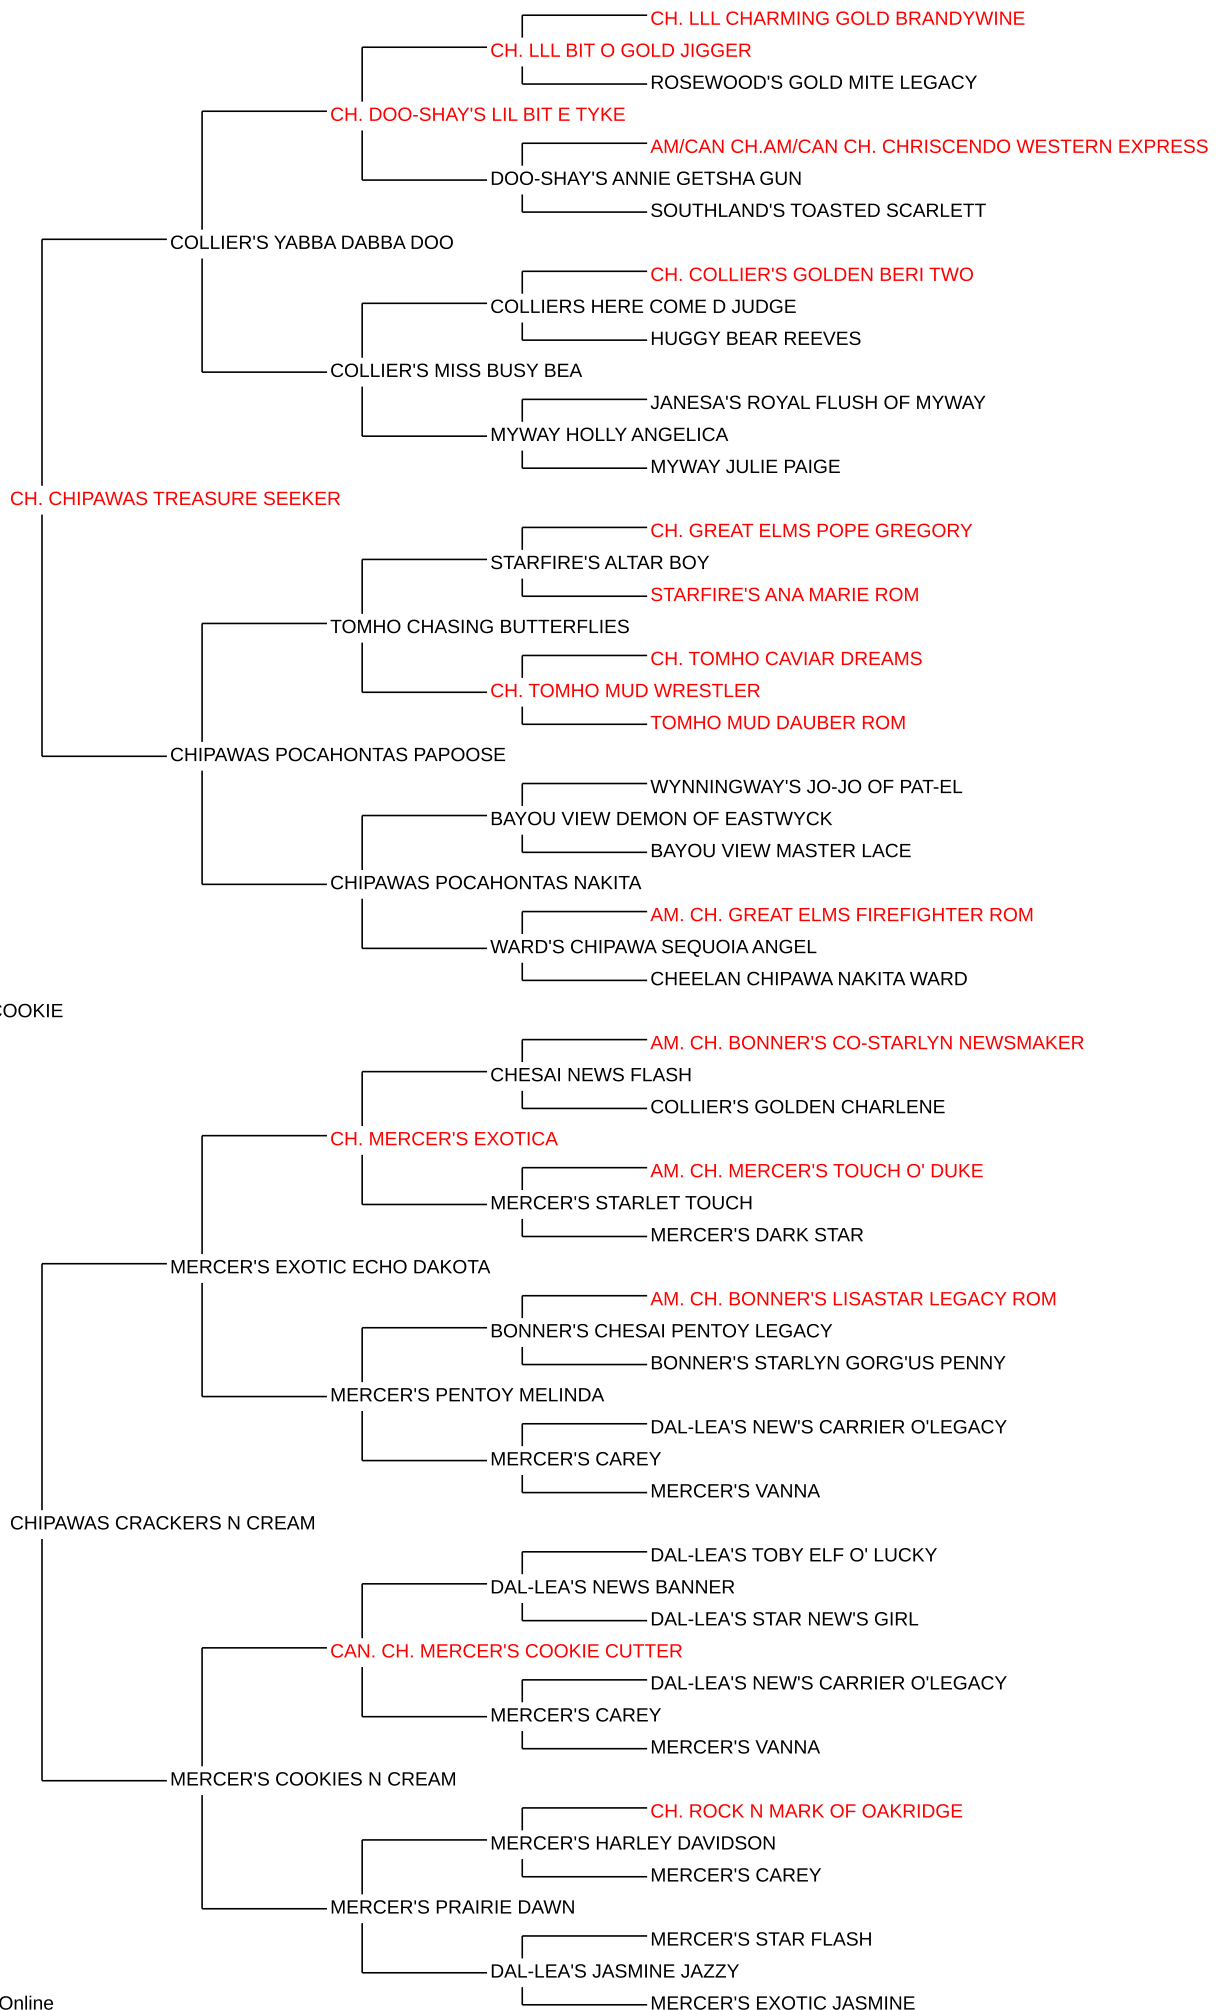 CH. LLL CHARMING GOLD BRANDYWINE
CH. LLL BIT O GOLD JIGGER
ROSEWOOD'S GOLD MITE LEGACY
CH. DOO-SHAY'S LIL BIT E TYKE
AM/CAN CH.AM/CAN CH. CHRISCENDO WESTERN EXPRESS
DOO-SHAY'S ANNIE GETSHA GUN
SOUTHLAND'S TOASTED SCARLETT
COLLIER'S YABBA DABBA DOO
CH. COLLIER'S GOLDEN BERI TWO
COLLIERS HERE COME D JUDGE
HUGGY BEAR REEVES
COLLIER'S MISS BUSY BEA
JANESA'S ROYAL FLUSH OF MYWAY
MYWAY HOLLY ANGELICA
MYWAY JULIE PAIGE
CH. CHIPAWAS TREASURE SEEKER
CH. GREAT ELMS POPE GREGORY
STARFIRE'S ALTAR BOY
STARFIRE'S ANA MARIE ROM
TOMHO CHASING BUTTERFLIES
CH. TOMHO CAVIAR DREAMS
CH. TOMHO MUD WRESTLER
TOMHO MUD DAUBER ROM
CHIPAWAS POCAHONTAS PAPOOSE
WYNNINGWAY'S JO-JO OF PAT-EL
BAYOU VIEW DEMON OF EASTWYCK
BAYOU VIEW MASTER LACE
CHIPAWAS POCAHONTAS NAKITA
AM. CH. GREAT ELMS FIREFIGHTER ROM
WARD'S CHIPAWA SEQUOIA ANGEL
CHEELAN CHIPAWA NAKITA WARD
COOKIE
AM. CH. BONNER'S CO-STARLYN NEWSMAKER
CHESAI NEWS FLASH
COLLIER'S GOLDEN CHARLENE
CH. MERCER'S EXOTICA
AM. CH. MERCER'S TOUCH O' DUKE
MERCER'S STARLET TOUCH
MERCER'S DARK STAR
MERCER'S EXOTIC ECHO DAKOTA
AM. CH. BONNER'S LISASTAR LEGACY ROM
BONNER'S CHESAI PENTOY LEGACY
BONNER'S STARLYN GORG'US PENNY
MERCER'S PENTOY MELINDA
DAL-LEA'S NEW'S CARRIER O'LEGACY
MERCER'S CAREY
MERCER'S VANNA
CHIPAWAS CRACKERS N CREAM
DAL-LEA'S TOBY ELF O' LUCKY
DAL-LEA'S NEWS BANNER
DAL-LEA'S STAR NEW'S GIRL
CAN. CH. MERCER'S COOKIE CUTTER
DAL-LEA'S NEW'S CARRIER O'LEGACY
MERCER'S CAREY
MERCER'S VANNA
MERCER'S COOKIES N CREAM
CH. ROCK N MARK OF OAKRIDGE
MERCER'S HARLEY DAVIDSON
MERCER'S CAREY
MERCER'S PRAIRIE DAWN
MERCER'S STAR FLASH
DAL-LEA'S JASMINE JAZZY
MERCER'S EXOTIC JASMINE
Online